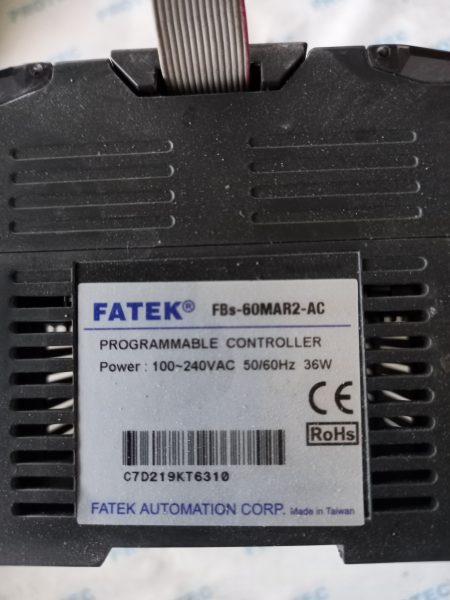 FATEK® FBs-60MAR2-AC
PROGRAMMABLE CONTROLLER
Power : 100~240VAC 50/60Hz 36W
CE
RoHs
C7D219KT6310
FATEK AUTOMATION CORP. Made in Taiwan